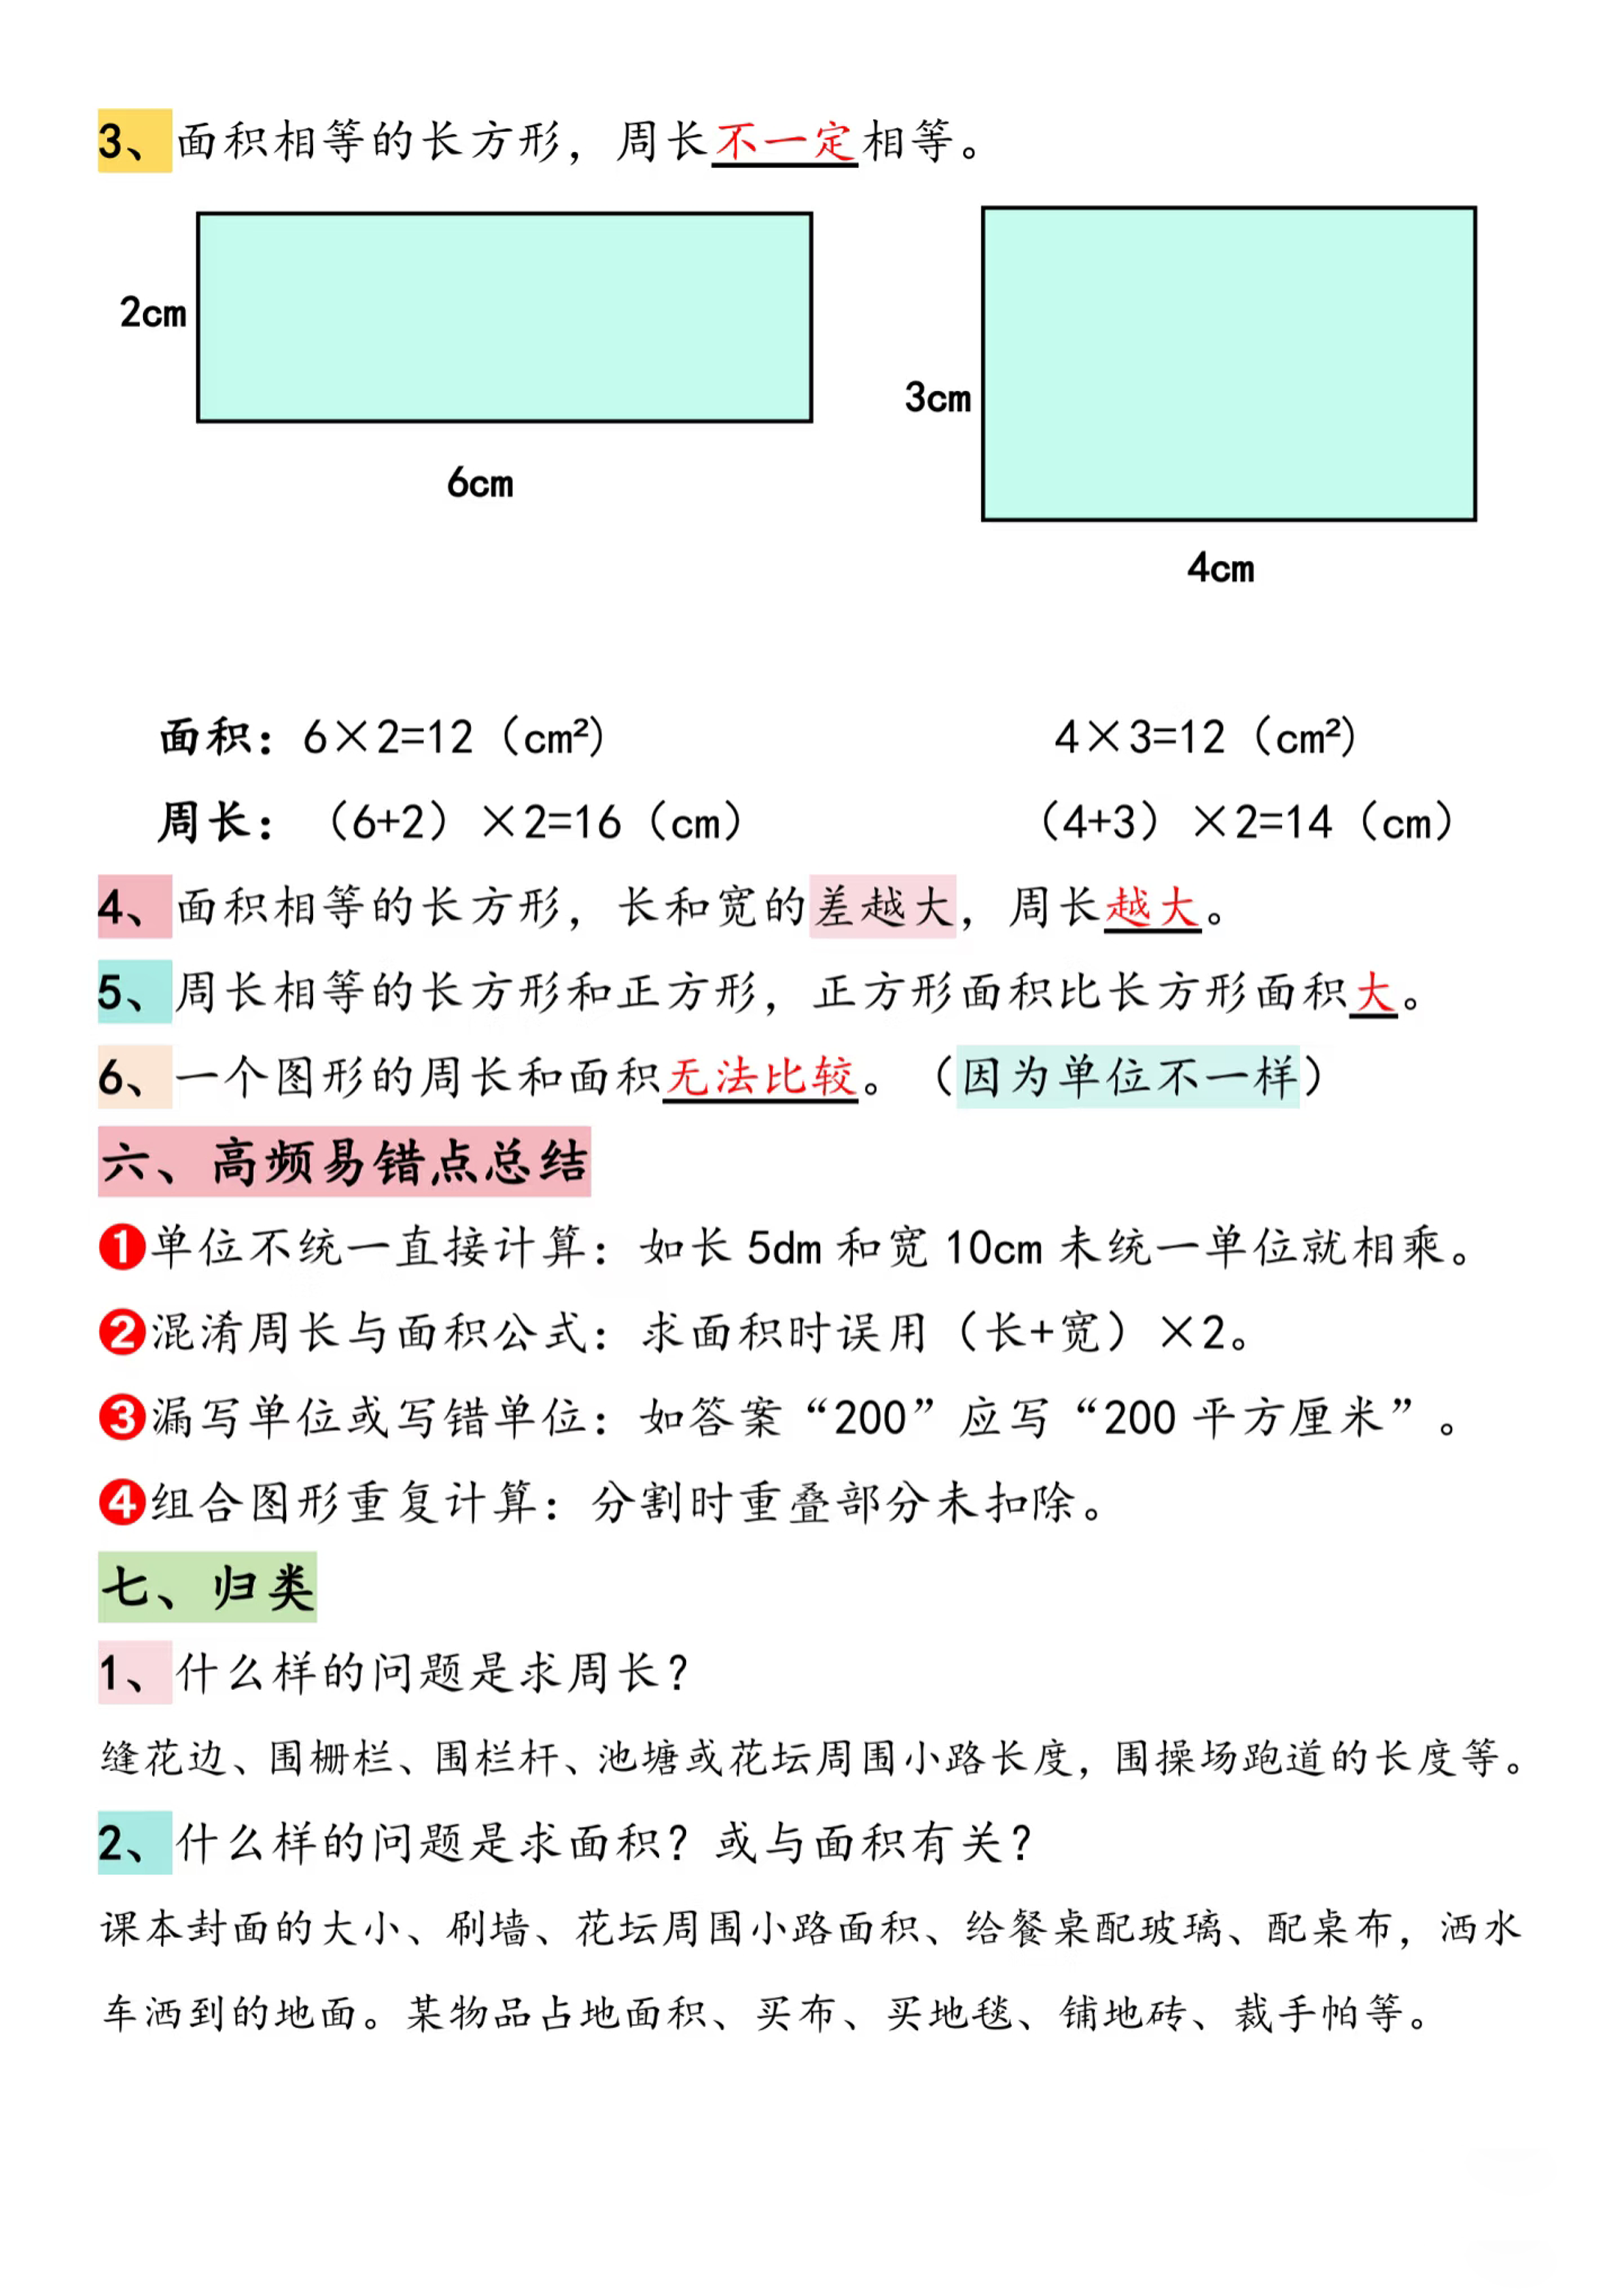 3、面积相等的长方形，周长不一定相等。
2cm
6cm
3cm
4cm
面积：6×2=12（cm²）
4×3=12（cm²）
周长：（6+2）×2=16（cm）
（4+3）×2=14（cm）
4、面积相等的长方形，长和宽的差越大，周长越大。
5、周长相等的长方形和正方形，正方形面积比长方形面积大。
6、一个图形的周长和面积无法比较。（因为单位不一样）
六、高频易错点总结
❶单位不统一直接计算：如长 5dm 和宽 10cm 未统一单位就相乘。
❷混淆周长与面积公式：求面积时误用（长+宽）×2。
❸漏写单位或写错单位：如答案“200”应写“200 平方厘米”。
❹组合图形重复计算：分割时重叠部分未扣除。
七、归类
1、什么样的问题是求周长？
缝花边、围栅栏、围栏杆、池塘或花坛周围小路长度，围操场跑道的长度等。
2、什么样的问题是求面积？或与面积有关？
课本封面的大小、刷墙、花坛周围小路面积、给餐桌配玻璃、配桌布，洒水
车洒到的地面。某物品占地面积、买布、买地毯、铺地砖、裁手帕等。